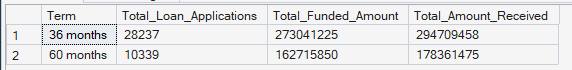 Term Total_Loan_Applications Total_Funded_Amount Total_Amount_Received
1 36 months 28237 273041225 294709458
2 60 months 10339 162715850 178361475